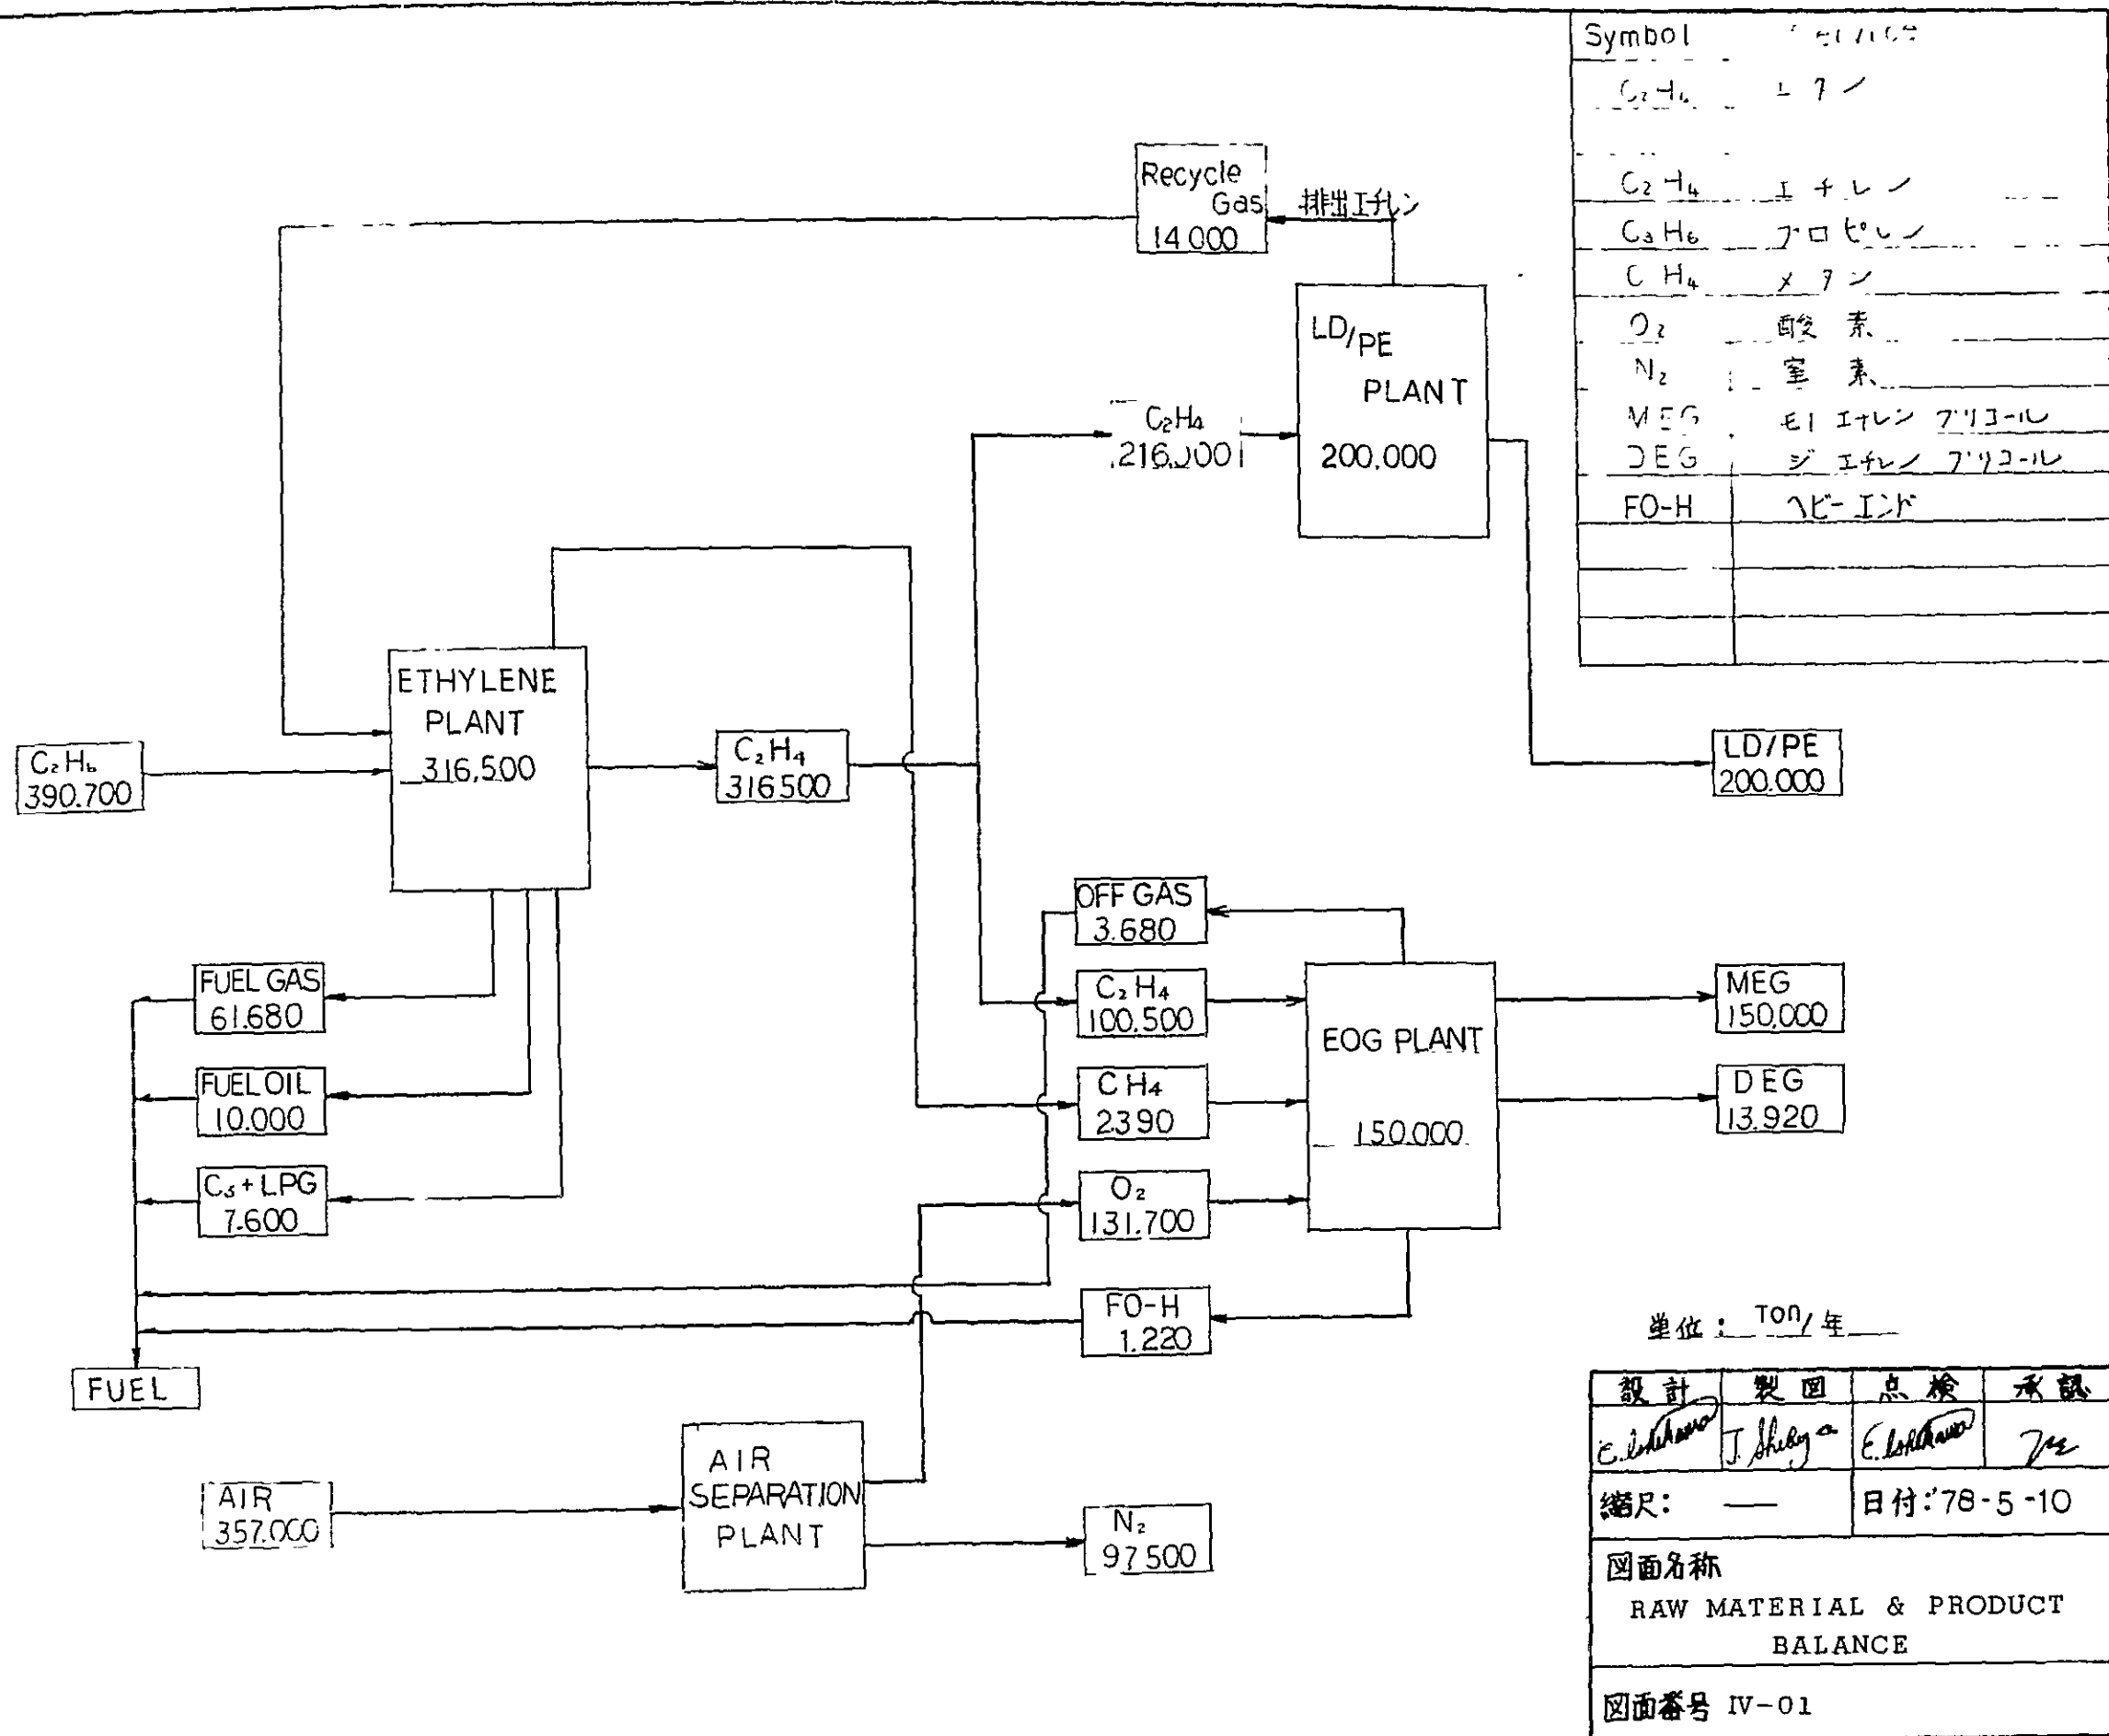 Symbol
C₂H₆ エタン
C₂H₄ エチレン
C₃H₆ プロピレン
CH₄ メタン
O₂ 酸素
N₂ 窒素
MEG モノエチレングリコール
DEG ジエチレングリコール
FO-H ヘビーエンド
Recycle
Gas
14000
排出エチレン
LD/PE
PLANT
200.000
C₂H₄
216.000
ETHYLENE
PLANT
316,500
C₂H₆
390.700
C₂H₄
316500
LD/PE
200.000
OFF GAS
3.680
FUEL GAS
61.680
C₂H₄
100.500
EOG PLANT
150.000
MEG
150,000
FUEL OIL
10.000
CH₄
2390
DEG
13.920
C₃+LPG
7.600
O₂
131.700
FO-H
1.220
FUEL
AIR
357.000
AIR
SEPARATION
PLANT
N₂
97500
単位: Ton/年
設計 製図 点検 承認
縮尺: — 日付:'78-5-10
図面名称
RAW MATERIAL & PRODUCT
BALANCE
図面番号 IV-01